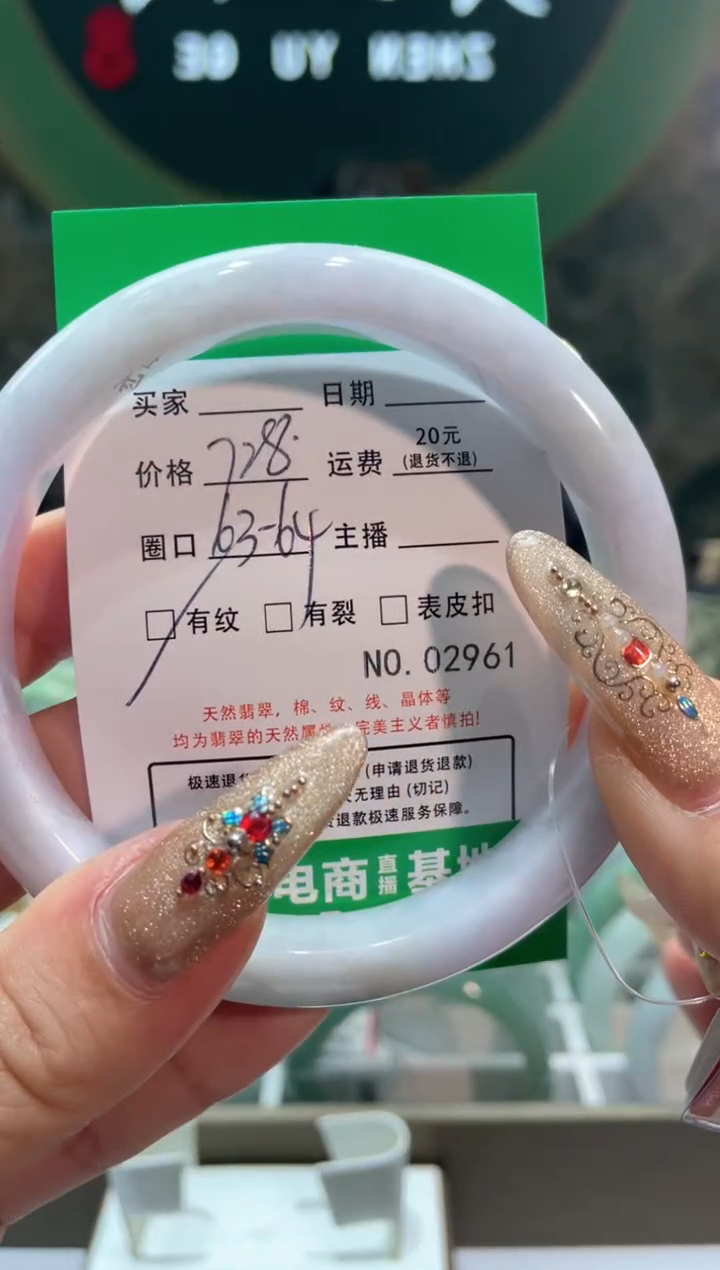 ZHEN YU GE
买家 日期
价格 728. 运费 20元 (退货不退)
圈口 63-64 主播
有纹 有裂 表皮扣
NO. 02961
天然翡翠，棉、纹、线、晶体等
均为翡翠的天然属 完美主义者慎拍!
极速退 (申请退货退款)
无理由 (切记)
退款极速服务保障。
电商直播基地